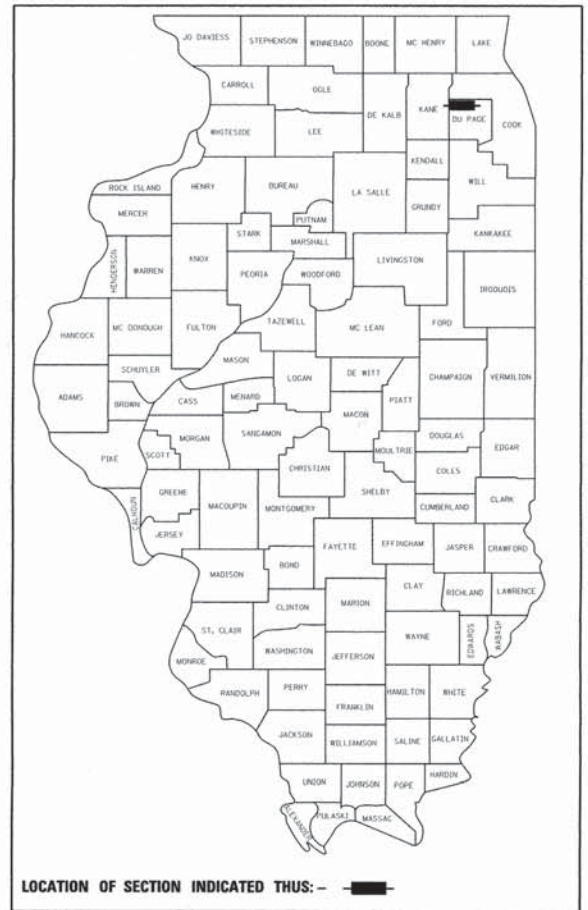 JO DAVIESS
STEPHENSON
WINNEBAGO
BOONE
MC HENRY
LAKE
CARROLL
OGLE
DE KALB
KANE
DU PAGE
COOK
WHITESIDE
LEE
KENDALL
WILL
ROCK ISLAND
HENRY
BUREAU
LA SALLE
GRUNDY
MERCER
PUTNAM
KANKAKEE
STARK
MARSHALL
HENDERSON
WARREN
KNOX
PEORIA
WOODFORD
LIVINGSTON
IROQUOIS
HANCOCK
MC DONOUGH
FULTON
TAZEWELL
MC LEAN
FORD
MASON
SCHUYLER
ADAMS
BROWN
CASS
MENARD
LOGAN
DE WITT
PIATT
CHAMPAIGN
VERMILION
MACON
PIKE
SCOTT
MORGAN
SANGAMON
CHRISTIAN
MOULTRIE
DOUGLAS
EDGAR
COLES
SHELBY
CALHOUN
GREENE
MACOUPIN
MONTGOMERY
CUMBERLAND
CLARK
JERSEY
FAYETTE
EFFINGHAM
JASPER
CRAWFORD
MADISON
BOND
CLAY
RICHLAND
LAWRENCE
CLINTON
MARION
ST. CLAIR
WAYNE
EDWARDS
WABASH
WASHINGTON
JEFFERSON
MONROE
RANDOLPH
PERRY
HAMILTON
WHITE
FRANKLIN
JACKSON
WILLIAMSON
SALINE
GALLATIN
UNION
JOHNSON
POPE
HARDIN
ALEXANDER
PULASKI
MASSAC
LOCATION OF SECTION INDICATED THUS: -